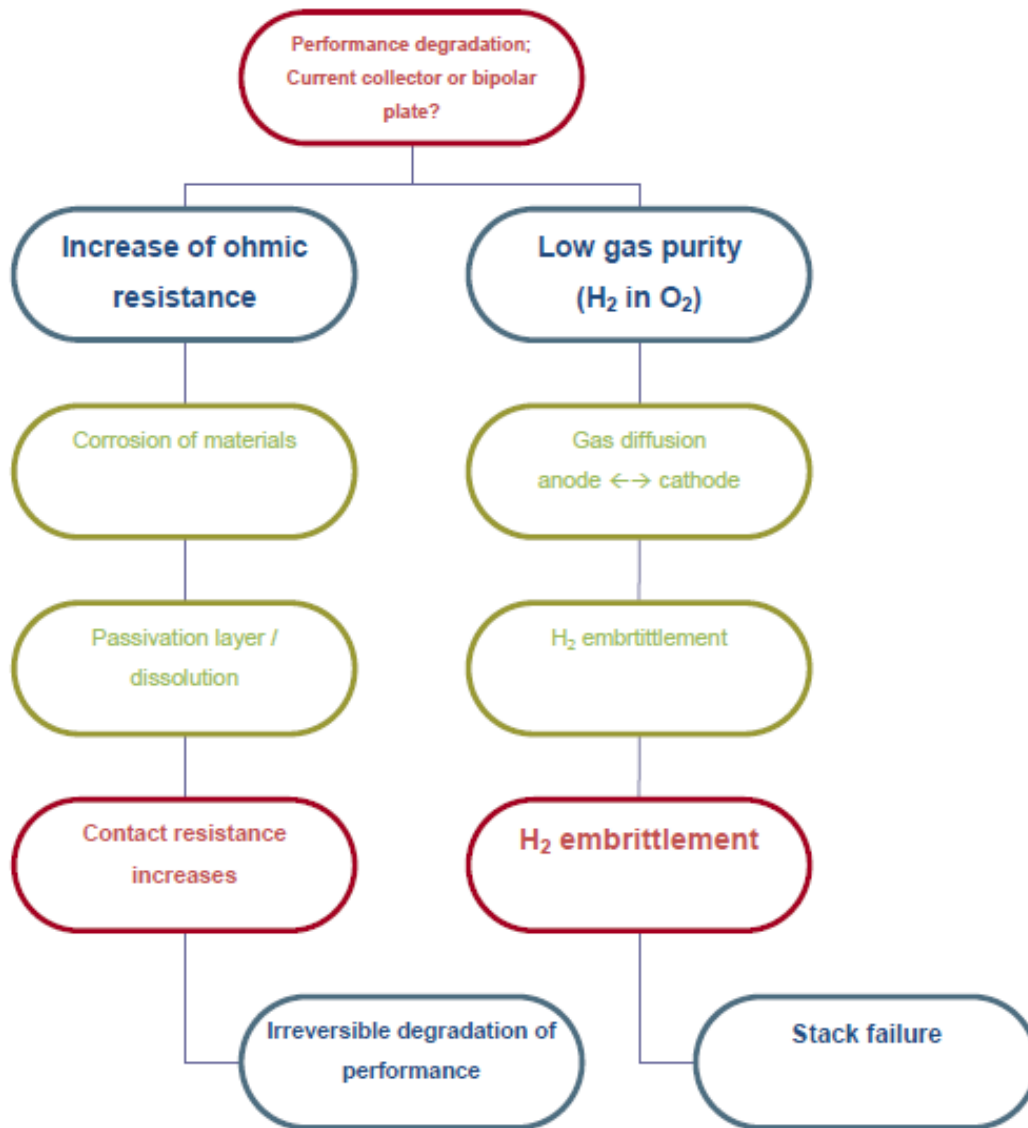 Performance degradation;
Current collector or bipolar
plate?
Increase of ohmic
resistance
Low gas purity
(H₂ in O₂)
Corrosion of materials
Gas diffusion
anode ←→ cathode
Passivation layer /
dissolution
H₂ embrtittlement
Contact resistance
increases
H₂ embrittlement
Irreversible degradation of
performance
Stack failure